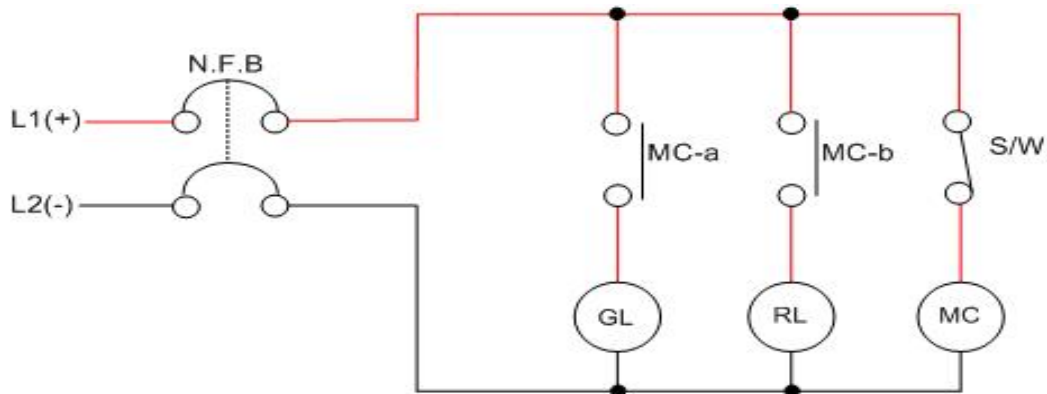 N.F.B
L1(+)
L2(-)
MC-a
MC-b
S/W
GL
RL
MC